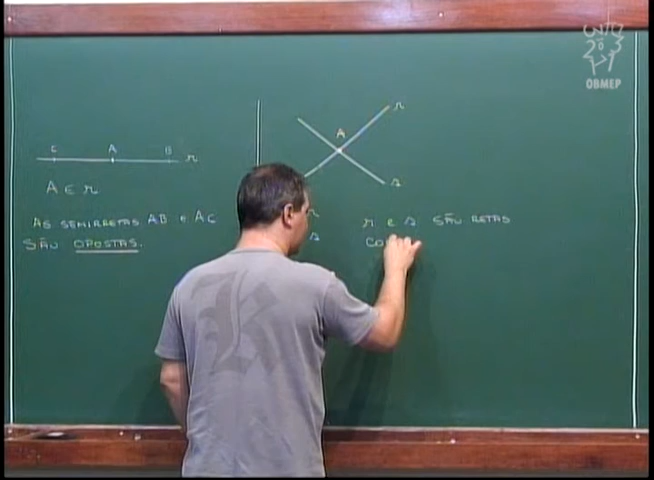 C A B r
A ∈ r
AS SEMIRRETAS AB E AC
SÃO OPOSTAS.
A r
s
r
s
r e s SÃO RETAS
CO
OBMEP